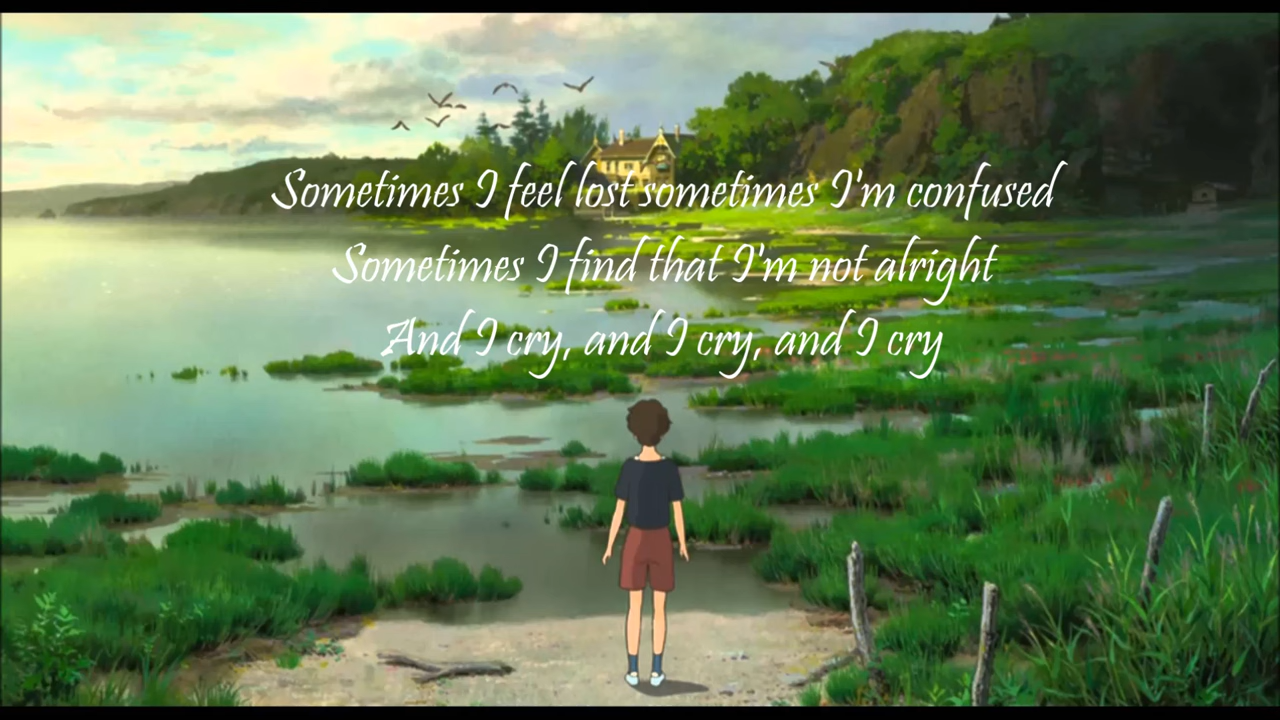 Sometimes I feel lost sometimes I'm confused
Sometimes I find that I'm not alright
And I cry, and I cry, and I cry